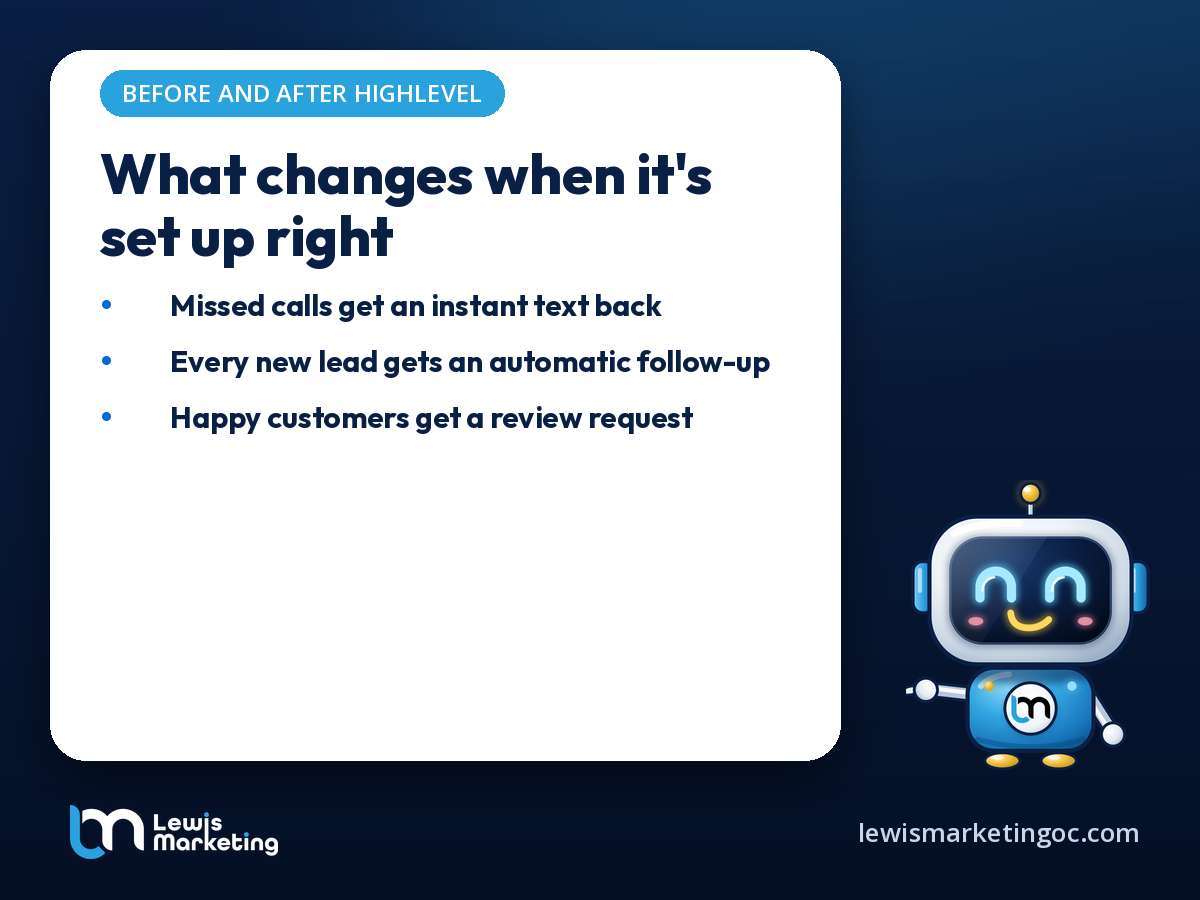 BEFORE AND AFTER HIGHLEVEL
What changes when it's
set up right
• Missed calls get an instant text back
• Every new lead gets an automatic follow-up
• Happy customers get a review request
bm
Lewis
Marketing
lewismarketingoc.com